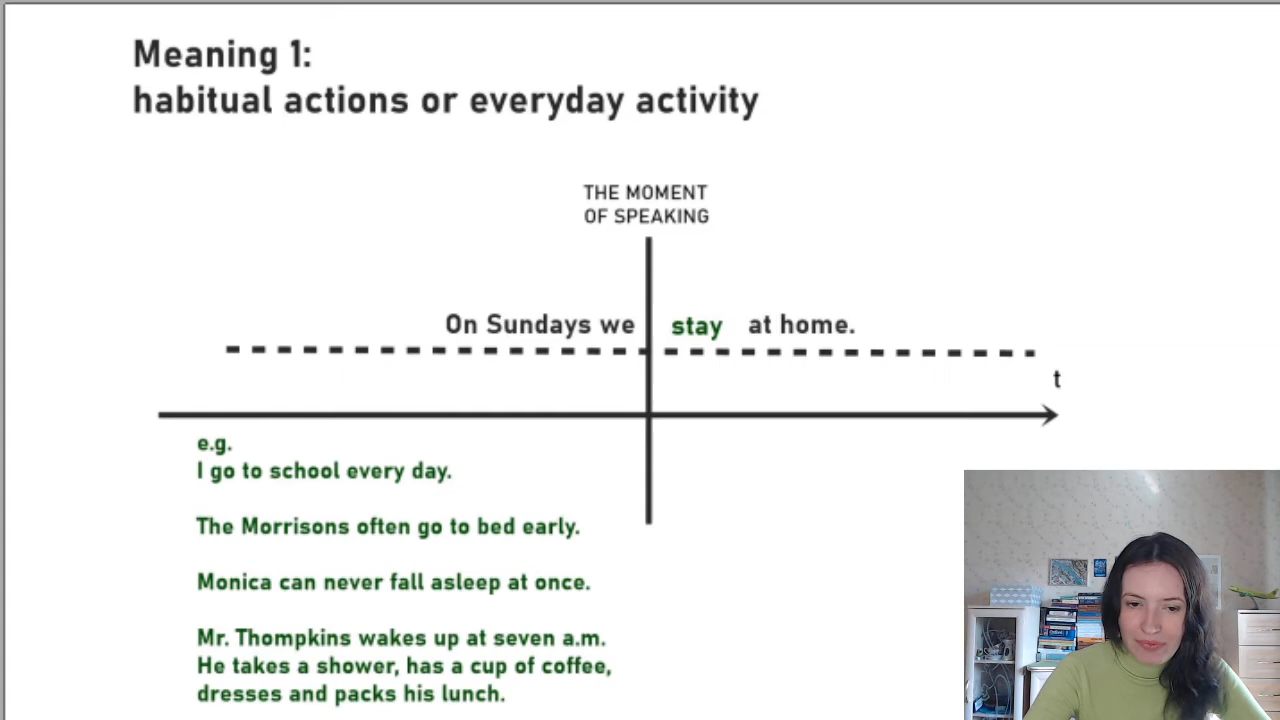 Meaning 1:
habitual actions or everyday activity
THE MOMENT
OF SPEAKING
On Sundays we stay at home.
t
e.g.
I go to school every day.
The Morrisons often go to bed early.
Monica can never fall asleep at once.
Mr. Thompkins wakes up at seven a.m.
He takes a shower, has a cup of coffee,
dresses and packs his lunch.